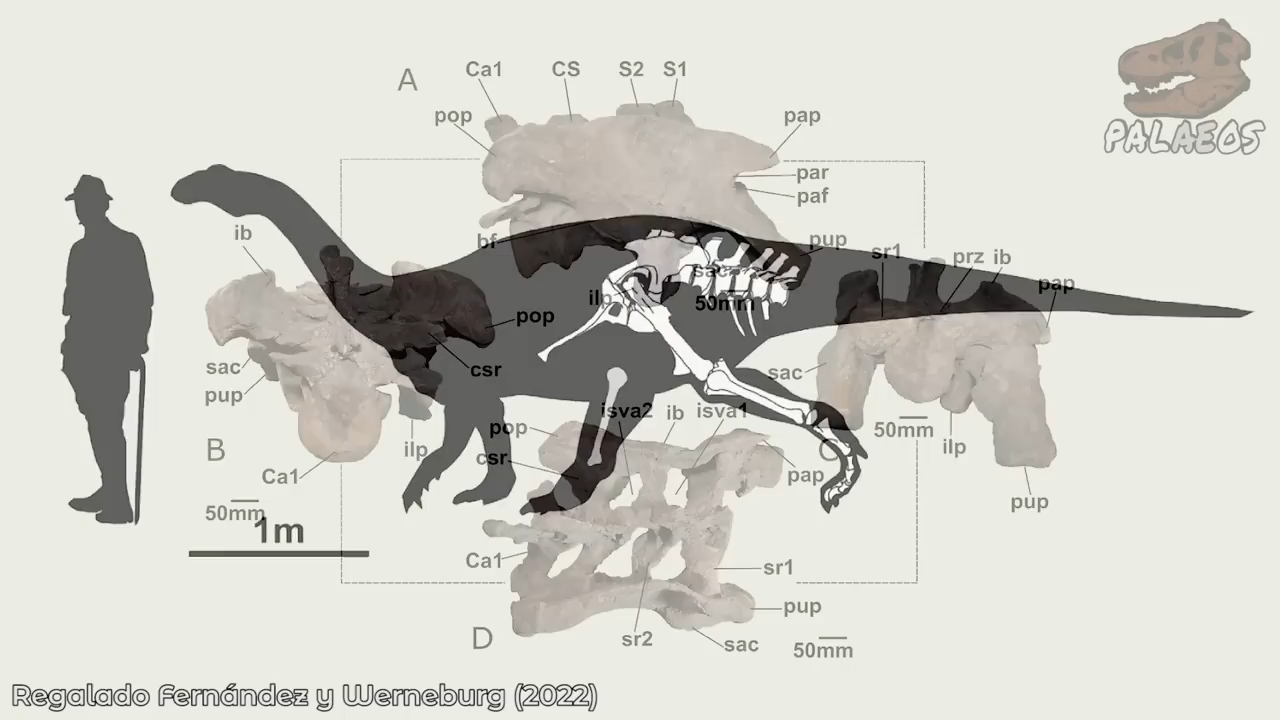 A
Ca1
CS
S2
S1
pop
pap
PALAEOS
par
paf
ib
bf
pup
sr1
prz
ib
sac
pap
ilp
50mm
pop
csr
sac
sac
pup
isva2
ib
isva1
pop
50mm
B
ilp
csr
C
ilp
Ca1
pap
50mm
pup
1m
Ca1
sr1
pup
D
sr2
sac
50mm
Regalado Fernández y Werneburg (2022)